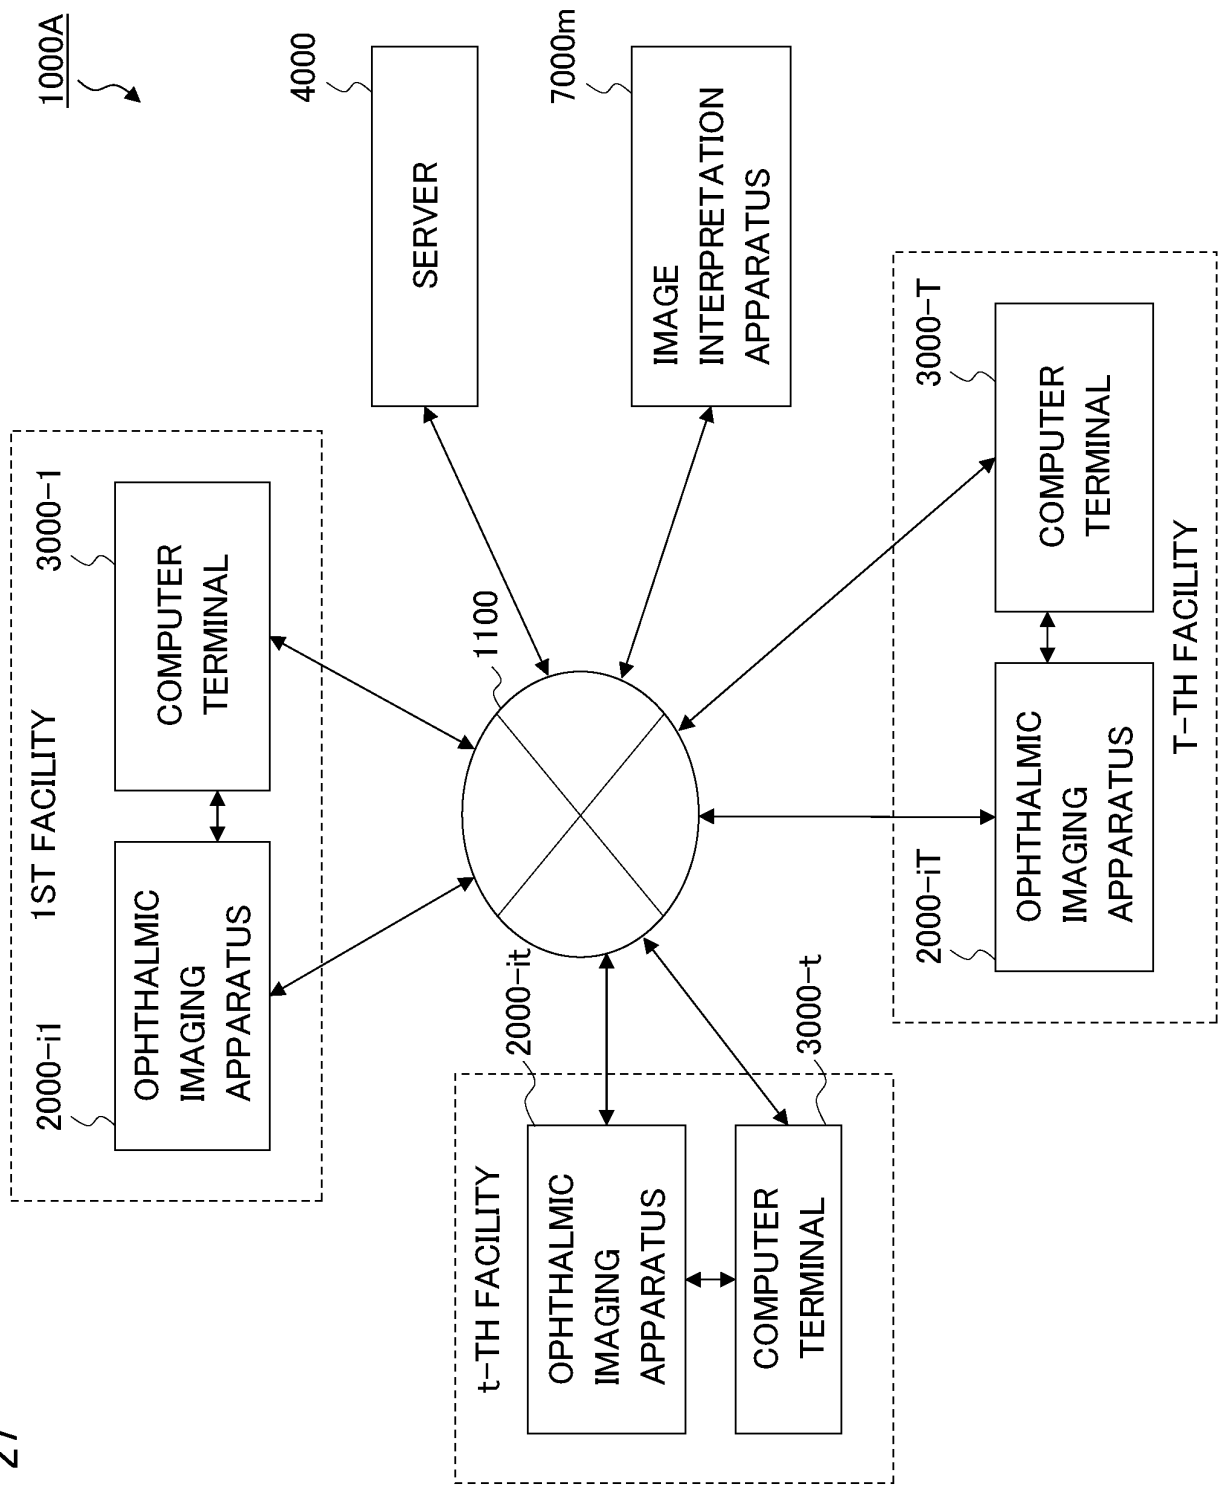 1000A
1ST FACILITY
2000-i1
OPHTHALMIC
IMAGING
APPARATUS
3000-1
COMPUTER
TERMINAL
4000
SERVER
1100
t-TH FACILITY
2000-it
OPHTHALMIC
IMAGING
APPARATUS
3000-t
COMPUTER
TERMINAL
7000m
IMAGE
INTERPRETATION
APPARATUS
2000-iT
OPHTHALMIC
IMAGING
APPARATUS
3000-T
COMPUTER
TERMINAL
T-TH FACILITY